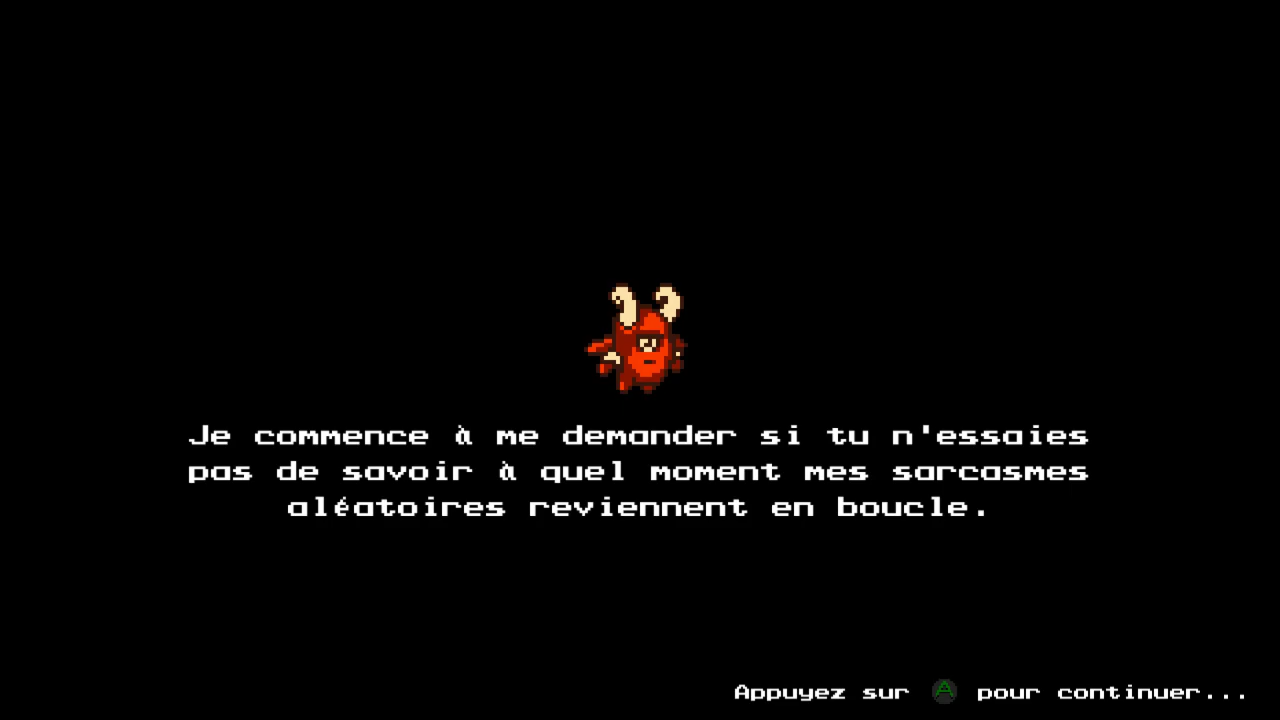 Je commence à me demander si tu n'essaies
pas de savoir à quel moment mes sarcasmes
aléatoires reviennent en boucle.
Appuyez sur A pour continuer...